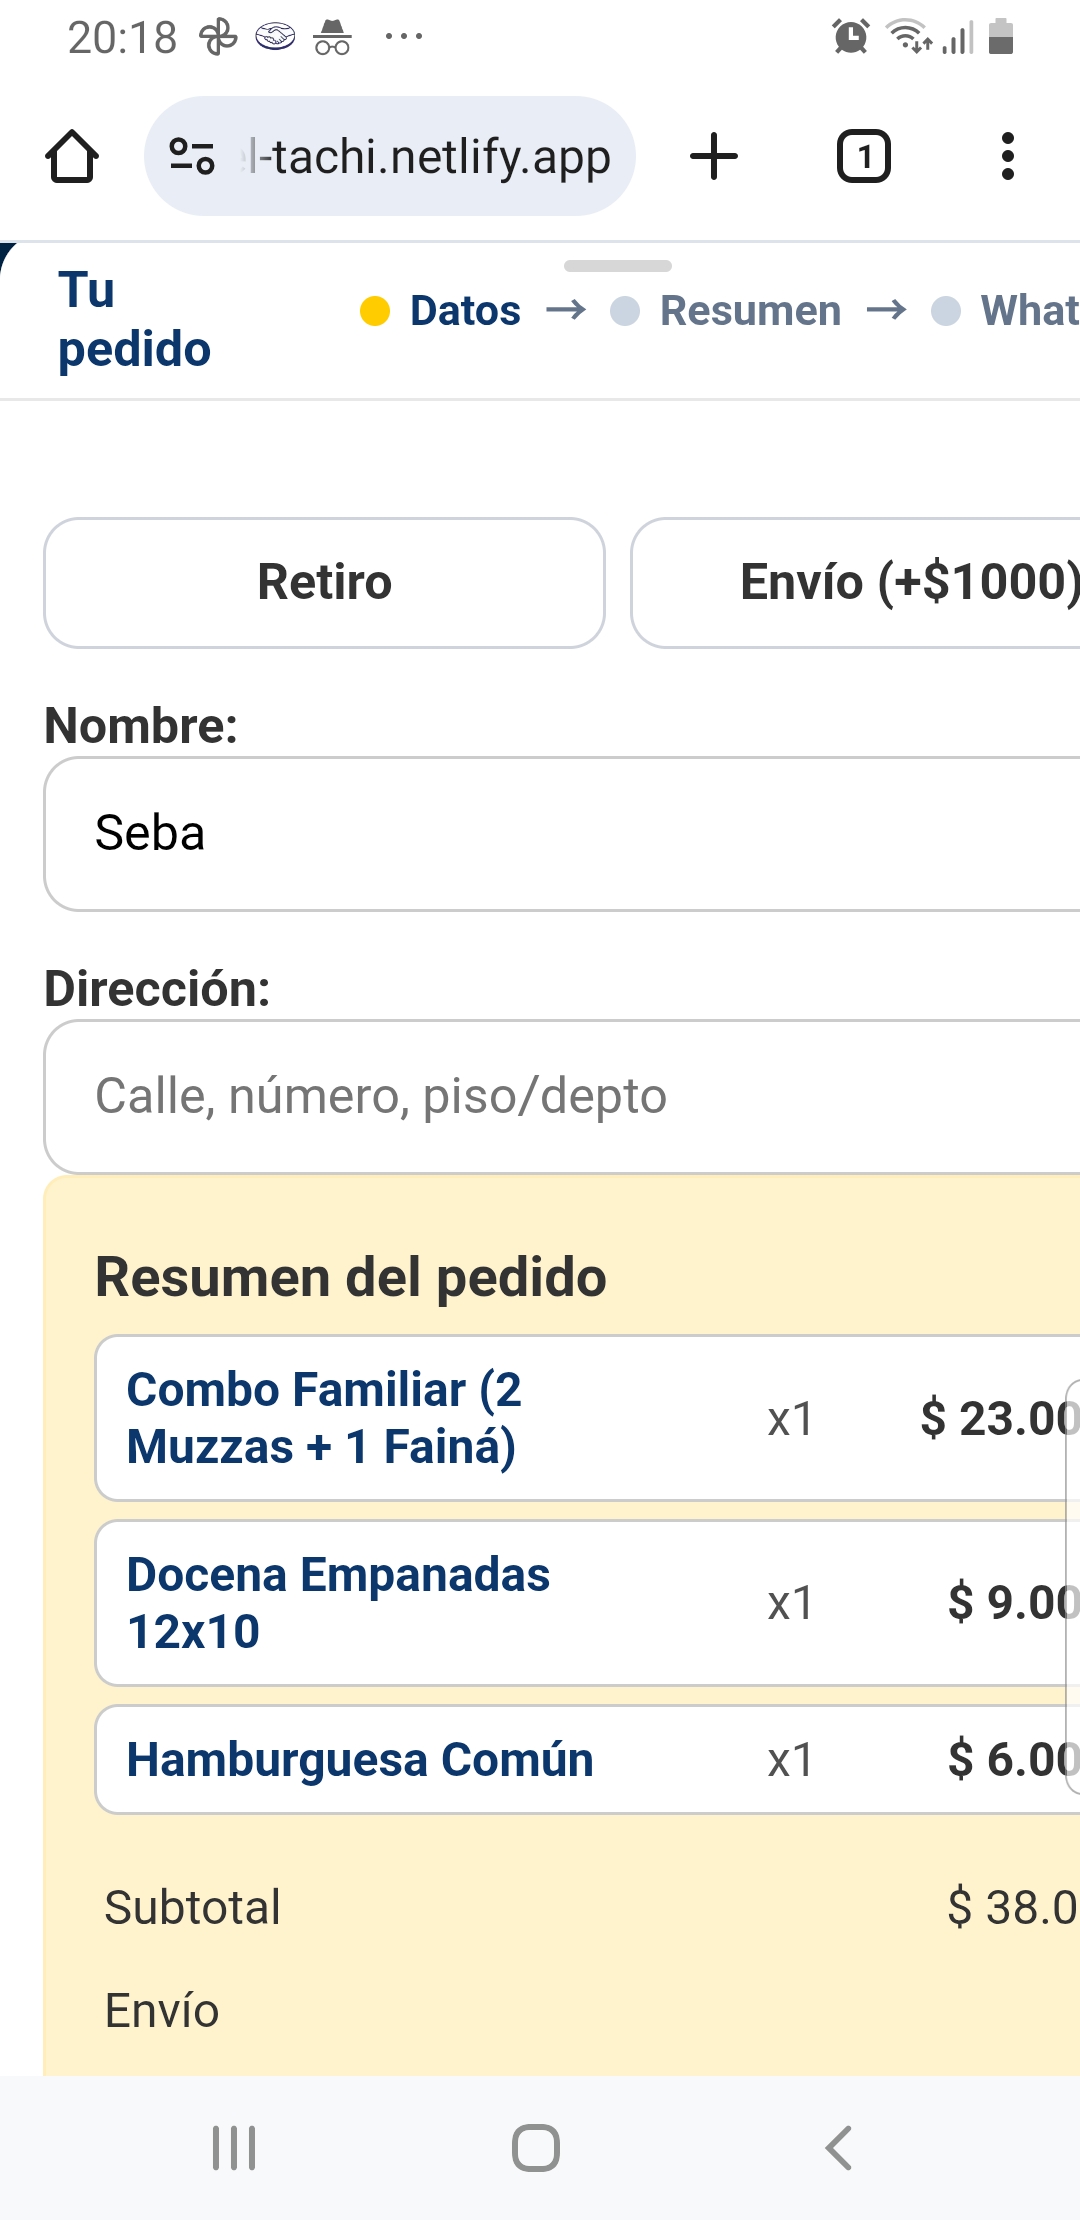 20:18
l-tachi.netlify.app
1
Tu
pedido
Datos → Resumen → What
Retiro
Envío (+$1000)
Nombre:
Seba
Dirección:
Calle, número, piso/depto
Resumen del pedido
Combo Familiar (2
Muzzas + 1 Fainá)
x1
$ 23.00
Docena Empanadas
12x10
x1
$ 9.00
Hamburguesa Común
x1
$ 6.00
Subtotal
$ 38.0
Envío